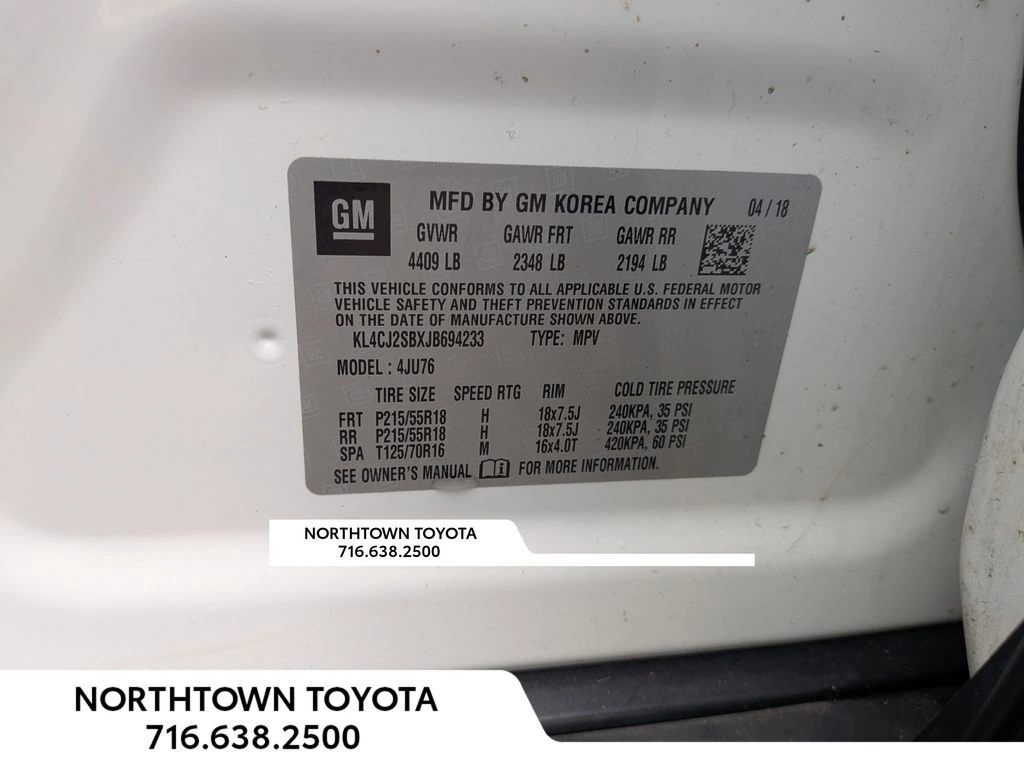 GM
MFD BY GM KOREA COMPANY 04 / 18
GVWR GAWR FRT GAWR RR
4409 LB 2348 LB 2194 LB
THIS VEHICLE CONFORMS TO ALL APPLICABLE U.S. FEDERAL MOTOR
VEHICLE SAFETY AND THEFT PREVENTION STANDARDS IN EFFECT
ON THE DATE OF MANUFACTURE SHOWN ABOVE.
KL4CJ2SBXJB694233 TYPE: MPV
MODEL : 4JU76
TIRE SIZE SPEED RTG RIM COLD TIRE PRESSURE
FRT P215/55R18 H 18x7.5J 240KPA, 35 PSI
RR P215/55R18 H 18x7.5J 240KPA, 35 PSI
SPA T125/70R16 M 16x4.0T 420KPA, 60 PSI
SEE OWNER'S MANUAL FOR MORE INFORMATION.
NORTHTOWN TOYOTA
716.638.2500
NORTHTOWN TOYOTA
716.638.2500